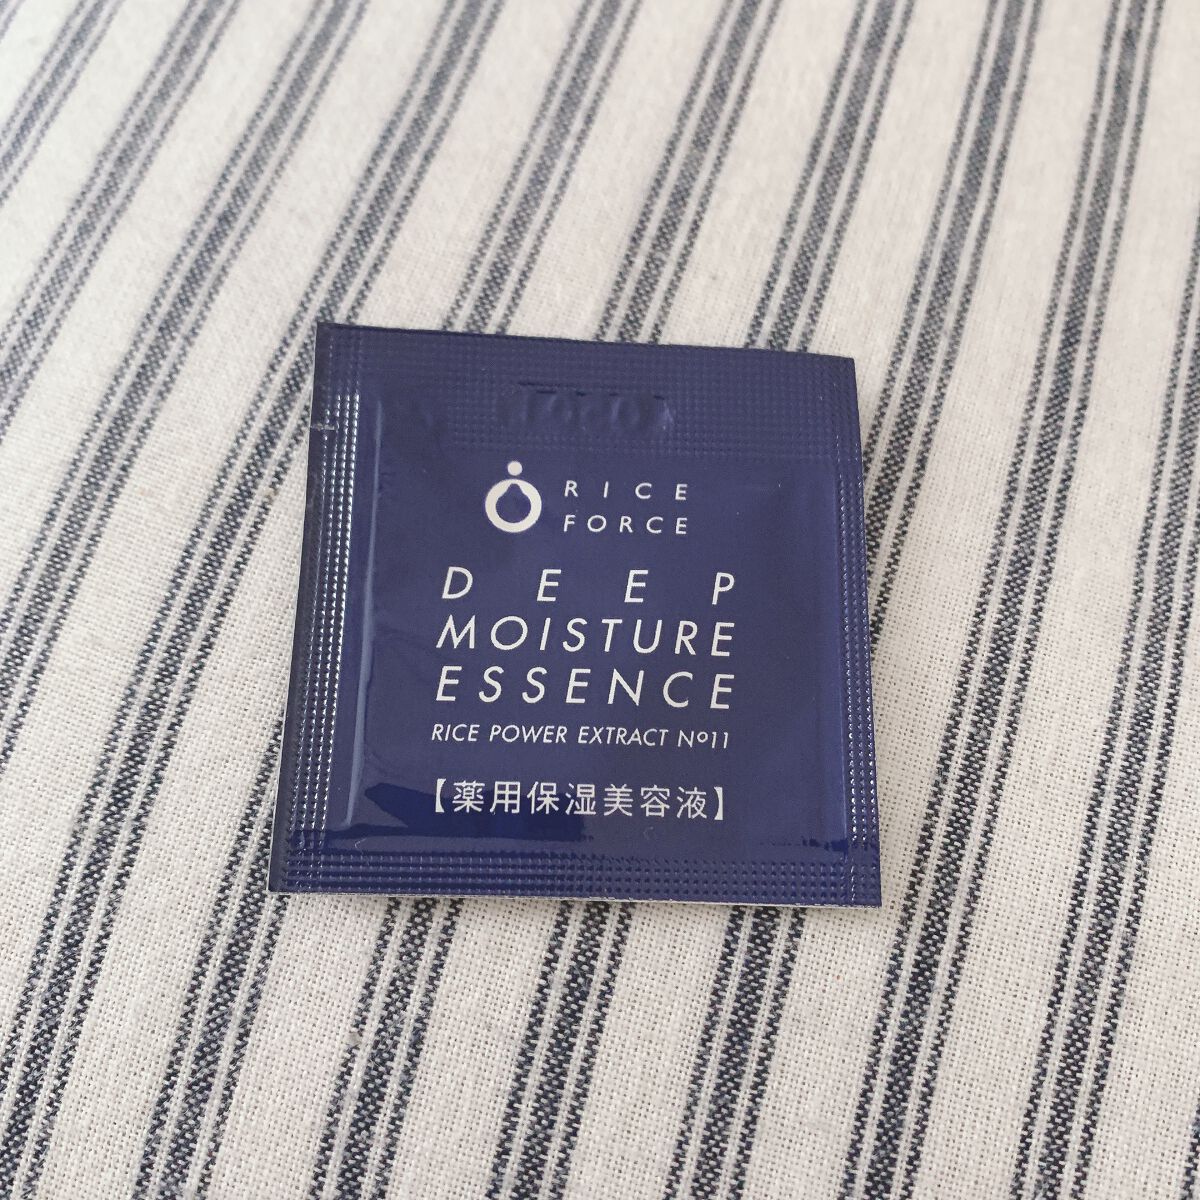 RICE
FORCE
DEEP
MOISTURE
ESSENCE
RICE POWER EXTRACT Nº11
【薬用保湿美容液】